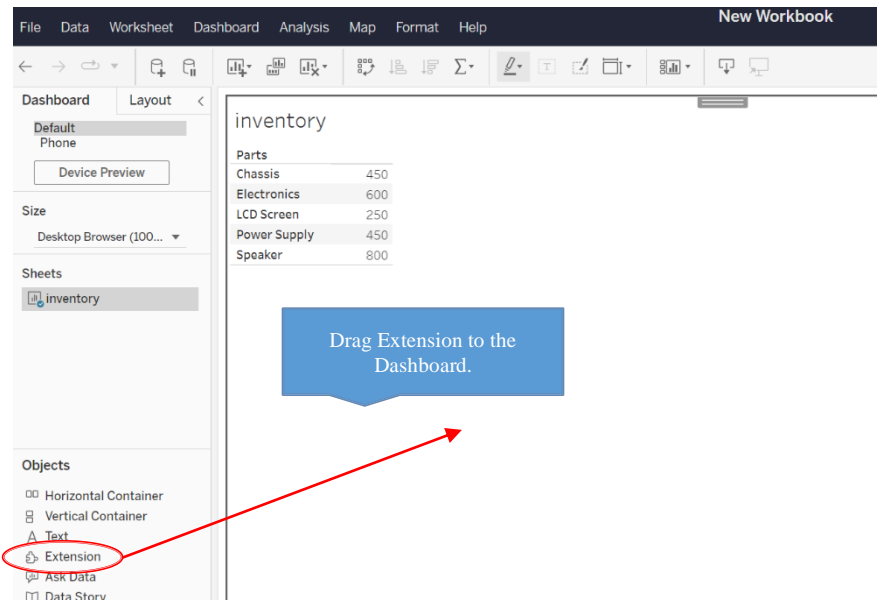 New Workbook
File Data Worksheet Dashboard Analysis Map Format Help
Dashboard Layout
Default
Phone
Device Preview
Size
Desktop Browser (100...
Sheets
inventory
Objects
Horizontal Container
Vertical Container
A Text
Extension
Ask Data
Data Story
inventory
Parts
Chassis 450
Electronics 600
LCD Screen 250
Power Supply 450
Speaker 800
Drag Extension to the
Dashboard.